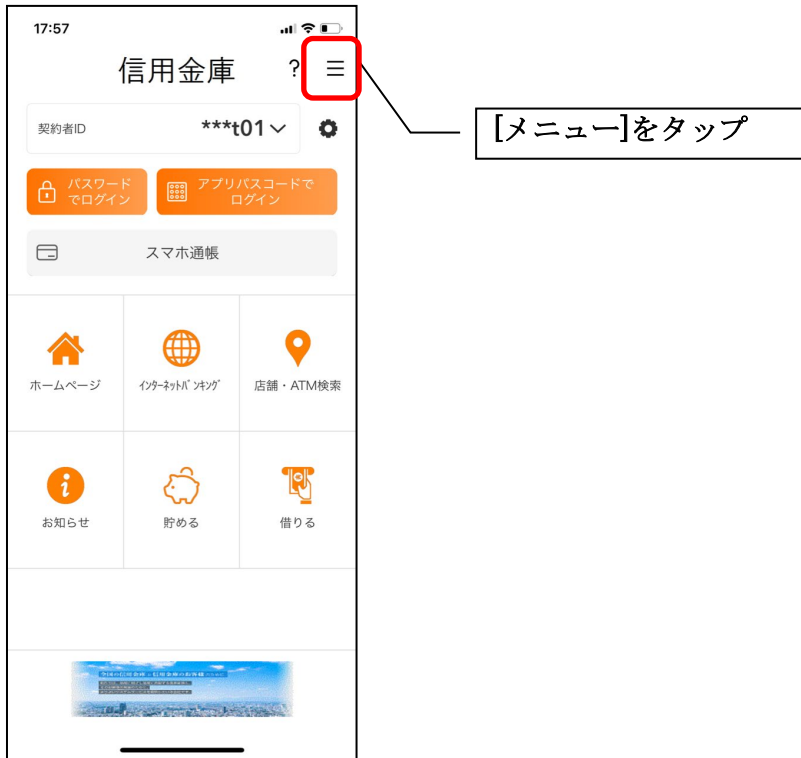 17:57
信用金庫 ? ☰
[メニュー]をタップ
契約者ID ***t01
パスワード
でログイン
アプリパスコードで
ログイン
スマホ通帳
ホームページ
インターネットバンキング
店舗・ATM検索
お知らせ
貯める
借りる